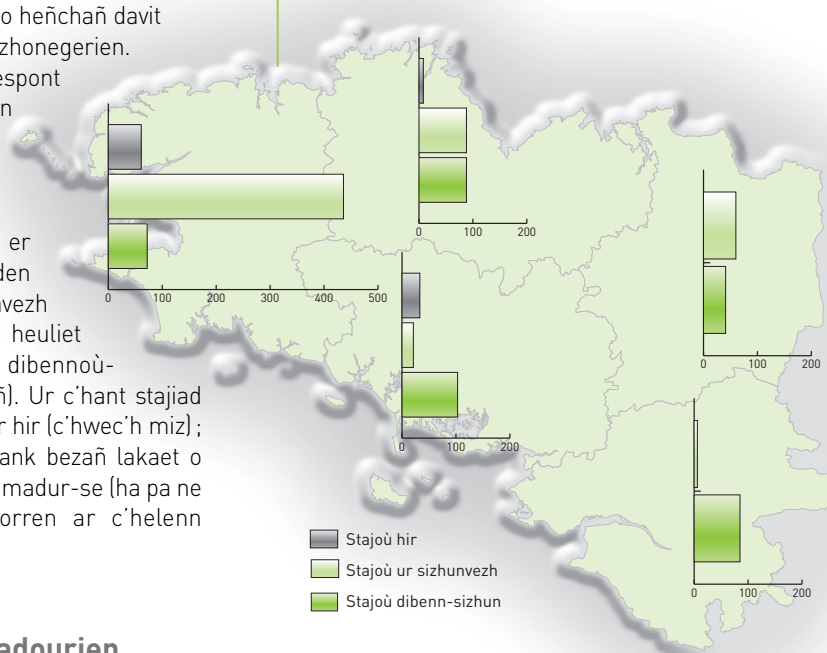 o heñchañ davit
zhonegerien.
espont
n
er
den
vezh
heuliet
dibennoù-
ñ). Ur c'hant stajiad
r hir (c'hwec'h miz) ;
ank bezañ lakaet o
madur-se (ha pa ne
orren ar c'helenn
0 100 200 300 400 500
0 100 200
0 100 200
0 100 200
0 100 200
Stajoù hir
Stajoù ur sizhunvezh
Stajoù dibenn-sizhun
adourien